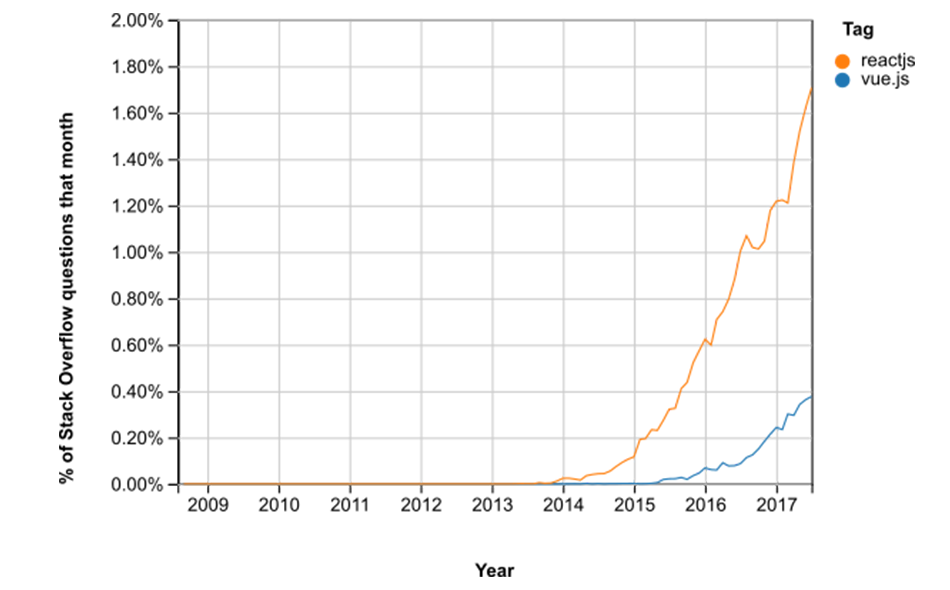 2.00%
1.80%
1.60%
1.40%
1.20%
1.00%
0.80%
0.60%
0.40%
0.20%
0.00%
% of Stack Overflow questions that month
2009 2010 2011 2012 2013 2014 2015 2016 2017
Year
Tag
reactjs
vue.js